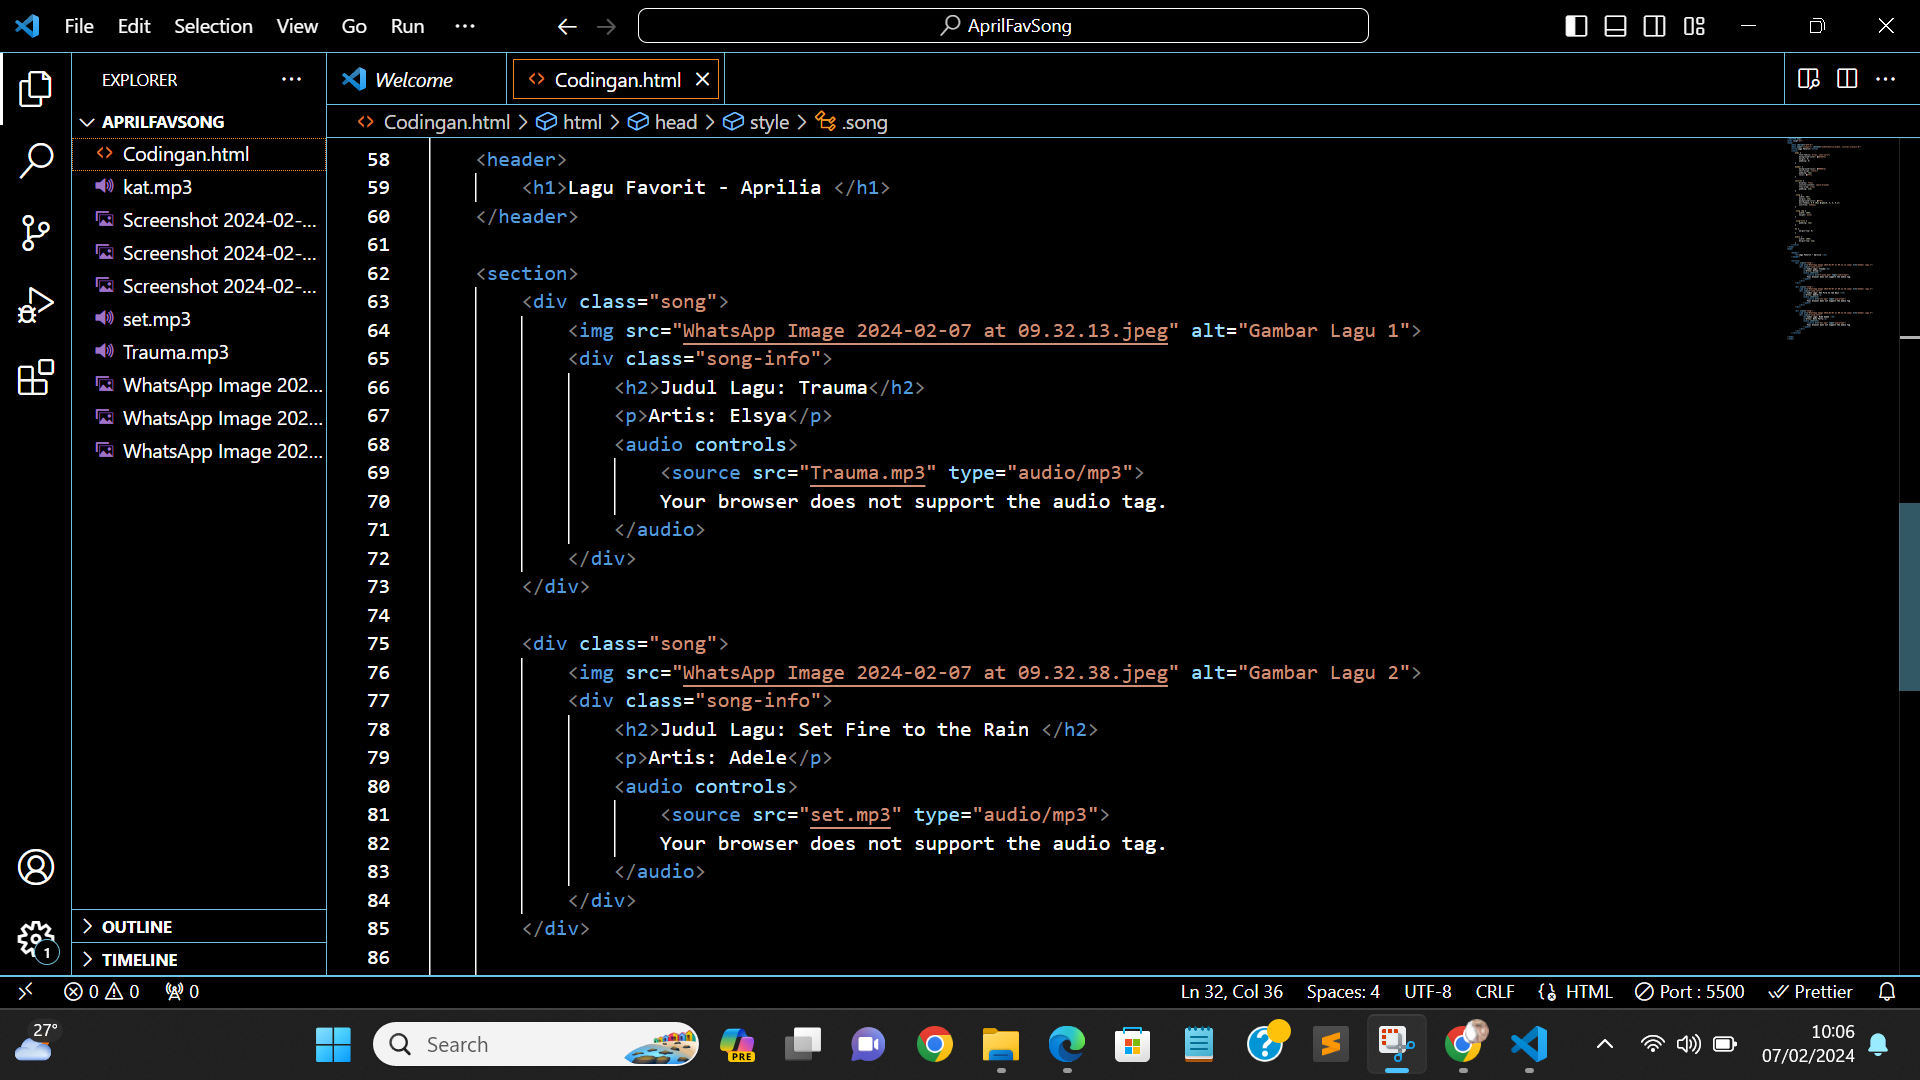 File Edit Selection View Go Run ...
AprilFavSong
EXPLORER ...
Welcome
Codingan.html
APRILFAVSONG
Codingan.html > html > head > style > .song
Codingan.html
kat.mp3
Screenshot 2024-02-...
Screenshot 2024-02-...
Screenshot 2024-02-...
set.mp3
Trauma.mp3
WhatsApp Image 202...
WhatsApp Image 202...
WhatsApp Image 202...
OUTLINE
TIMELINE
58 <header>
59 <h1>Lagu Favorit - Aprilia </h1>
60 </header>
61
62 <section>
63 <div class="song">
64 <img src="WhatsApp Image 2024-02-07 at 09.32.13.jpeg" alt="Gambar Lagu 1">
65 <div class="song-info">
66 <h2>Judul Lagu: Trauma</h2>
67 <p>Artis: Elsya</p>
68 <audio controls>
69 <source src="Trauma.mp3" type="audio/mp3">
70 Your browser does not support the audio tag.
71 </audio>
72 </div>
73 </div>
74
75 <div class="song">
76 <img src="WhatsApp Image 2024-02-07 at 09.32.38.jpeg" alt="Gambar Lagu 2">
77 <div class="song-info">
78 <h2>Judul Lagu: Set Fire to the Rain </h2>
79 <p>Artis: Adele</p>
80 <audio controls>
81 <source src="set.mp3" type="audio/mp3">
82 Your browser does not support the audio tag.
83 </audio>
84 </div>
85 </div>
86
1
0 0 0
Ln 32, Col 36 Spaces: 4 UTF-8 CRLF HTML Port : 5500 Prettier
27°
Search
PRE
10:06
07/02/2024